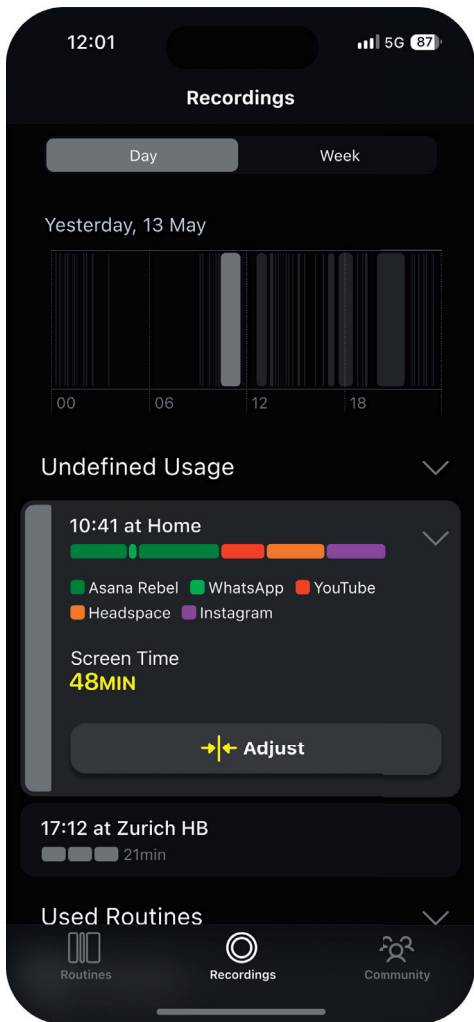 12:01 5G 87
Recordings
Day Week
Yesterday, 13 May
00 06 12 18
Undefined Usage
10:41 at Home
Asana Rebel WhatsApp YouTube
Headspace Instagram
Screen Time
48MIN
Adjust
17:12 at Zurich HB
21min
Used Routines
Routines Recordings Community